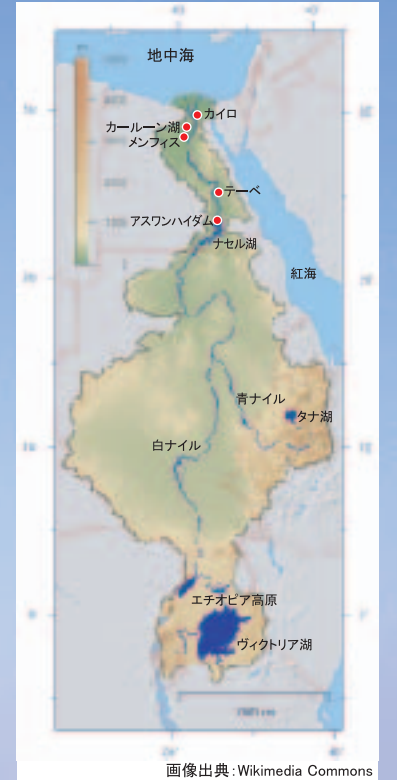 地中海
カイロ
カールーン湖
メンフィス
テーベ
アスワンハイダム
ナセル湖
紅海
青ナイル
タナ湖
白ナイル
エチオピア高原
ヴィクトリア湖
画像出典：Wikimedia Commons